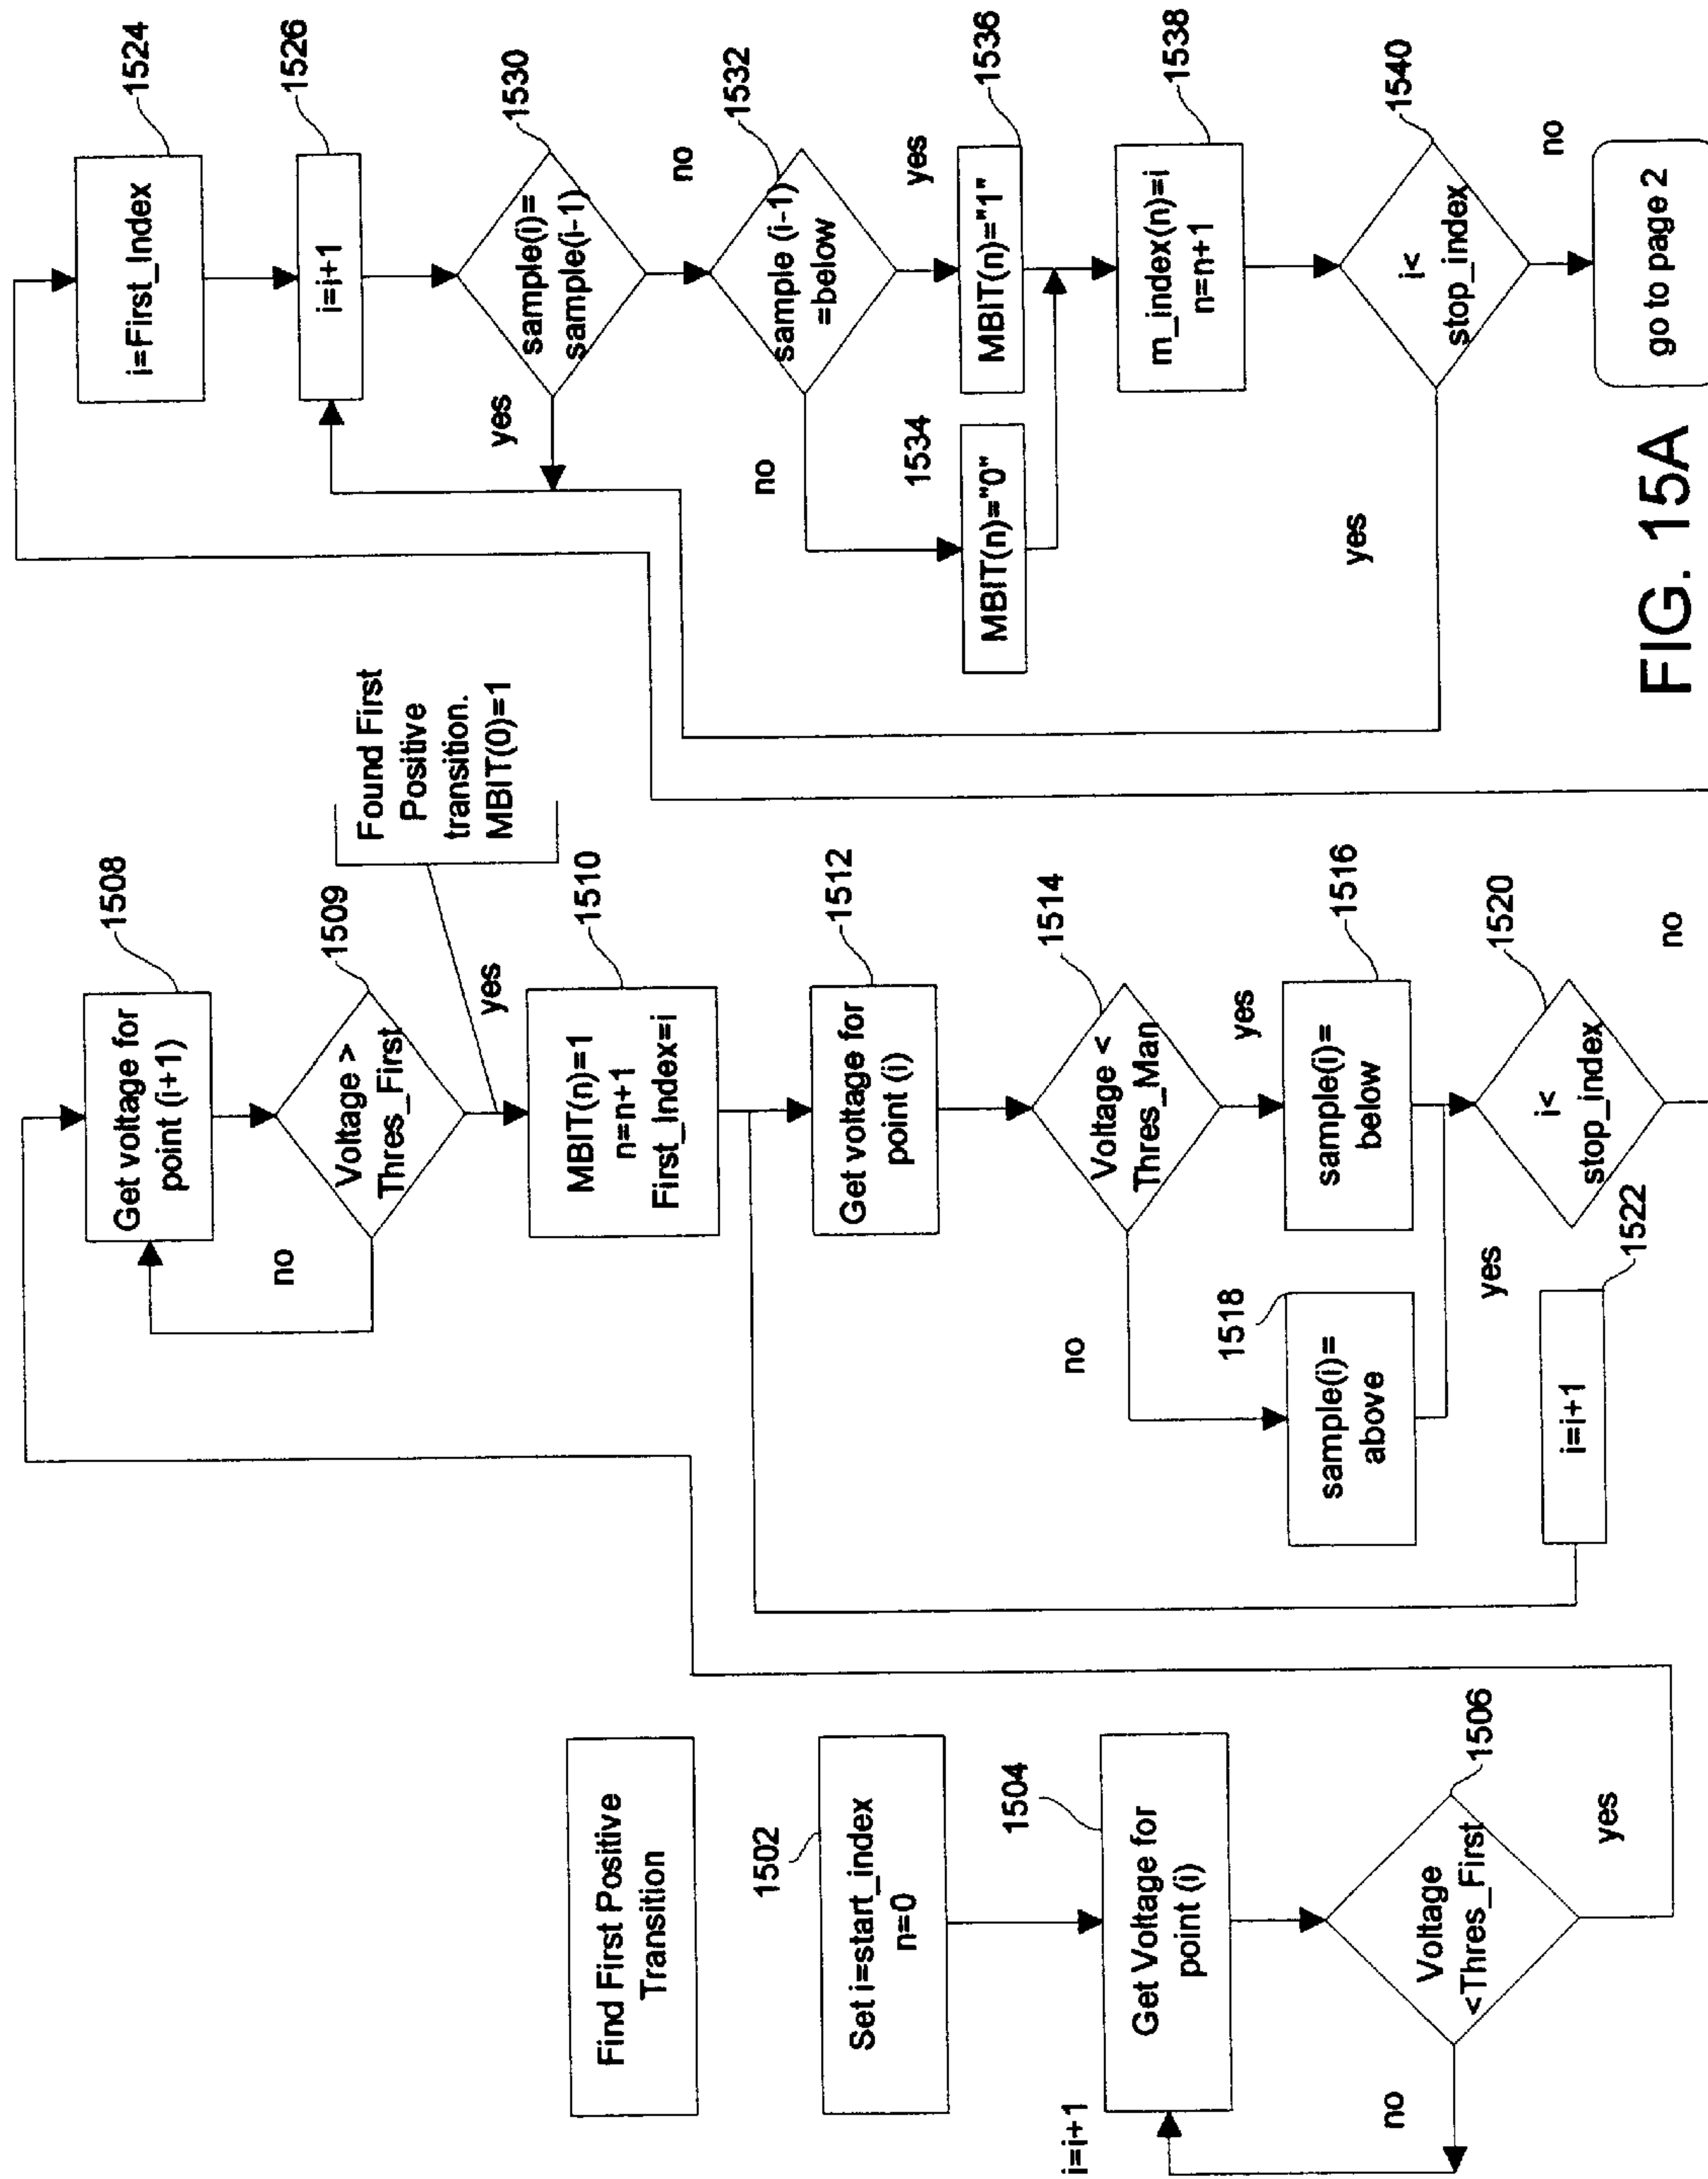 Find First Positive
Transition
1502
Set i=start_index
n=0
1504
i=i+1
Get Voltage for
point (i)
1506
Voltage
<Thres_First
no
yes
1508
Get voltage for
point (i+1)
1509
Voltage >
Thres_First
no
yes
Found First
Positive
transition.
MBIT(0)=1
1510
MBIT(n)=1
n=n+1
First_Index=i
1512
Get voltage for
point (i)
1514
Voltage <
Thres_Man
no
yes
1518
sample(i)=
above
1516
sample(i)=
below
yes
1520
i<
stop_index
1522
i=i+1
no
1524
i=First_Index
1526
i=i+1
1530
sample(i)=
sample(i-1)
yes
no
1532
sample (i-1)
=below
no
yes
1534
MBIT(n)="0"
1536
MBIT(n)="1"
1538
m_index(n)=i
n=n+1
1540
i<
stop_index
yes
no
go to page 2
FIG. 15A